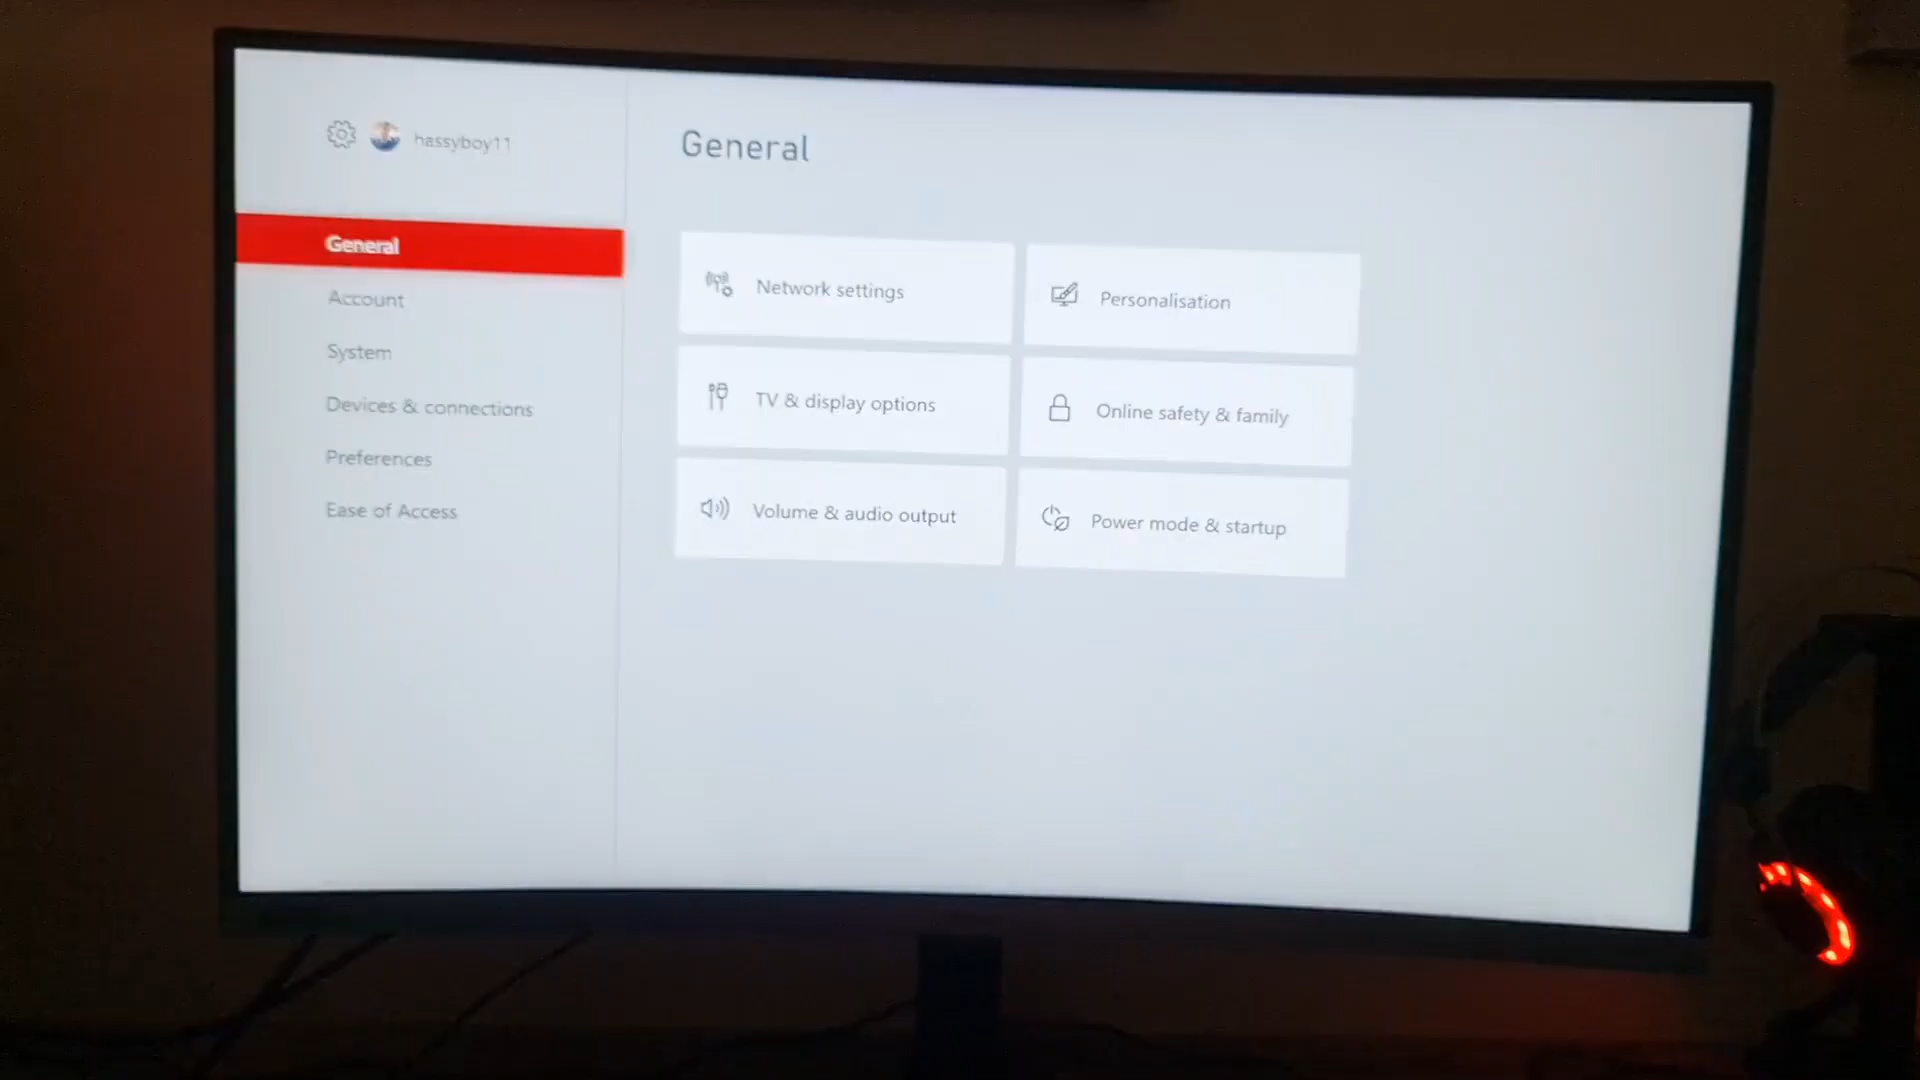 hassyboy11
General
Account
System
Devices & connections
Preferences
Ease of Access
General
Network settings
Personalisation
TV & display options
Online safety & family
Volume & audio output
Power mode & startup